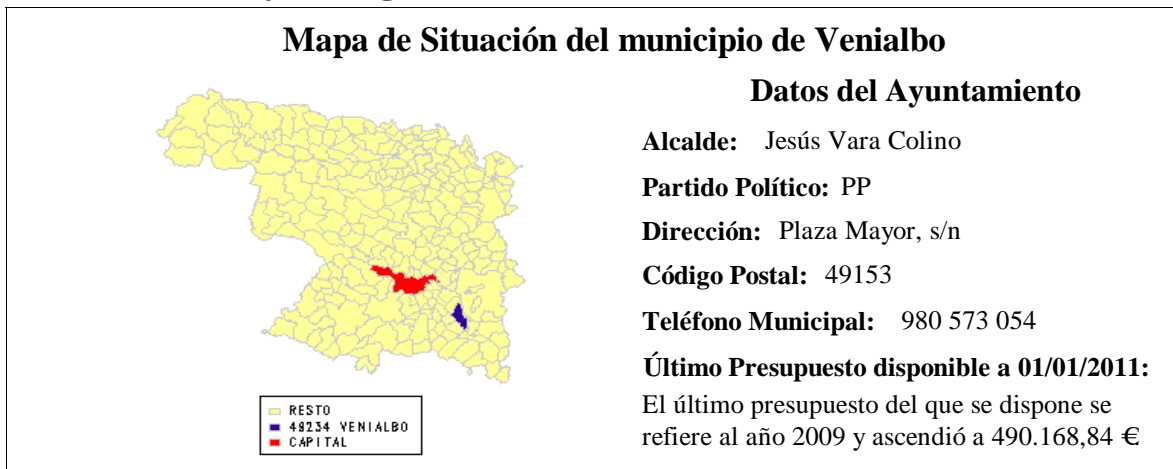 Mapa de Situación del municipio de Venialbo
Datos del Ayuntamiento
Alcalde: Jesús Vara Colino
Partido Político: PP
Dirección: Plaza Mayor, s/n
Código Postal: 49153
Teléfono Municipal: 980 573 054
Último Presupuesto disponible a 01/01/2011:
El último presupuesto del que se dispone se
refiere al año 2009 y ascendió a 490.168,84 €
RESTO
49234 VENIALBO
CAPITAL